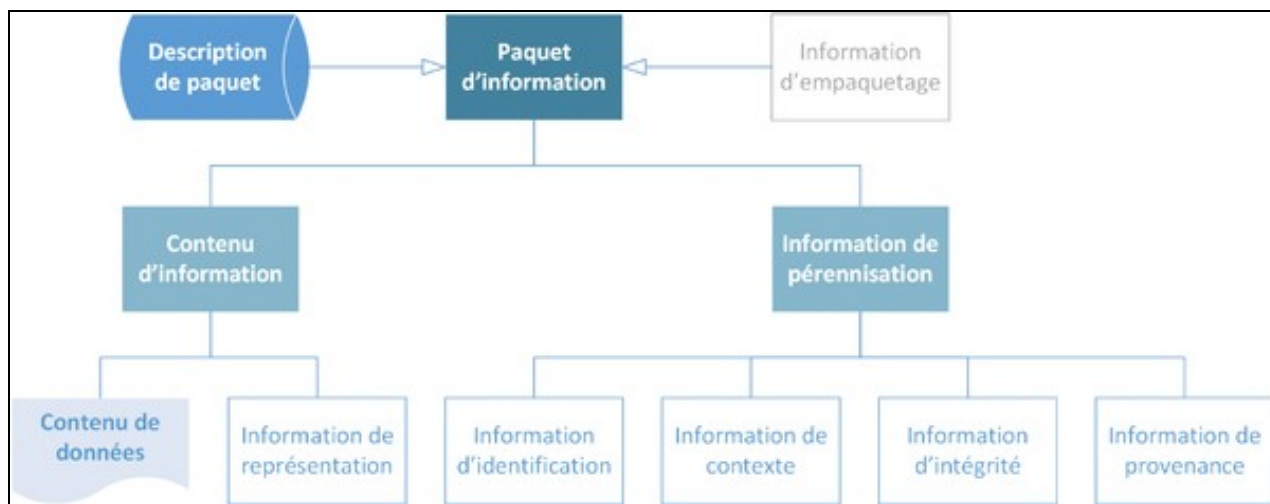 Description
de paquet
Paquet
d'information
Information
d'empaquetage
Contenu
d'information
Information de
pérennisation
Contenu de
données
Information de
représentation
Information
d'identification
Information de
contexte
Information
d'intégrité
Information de
provenance